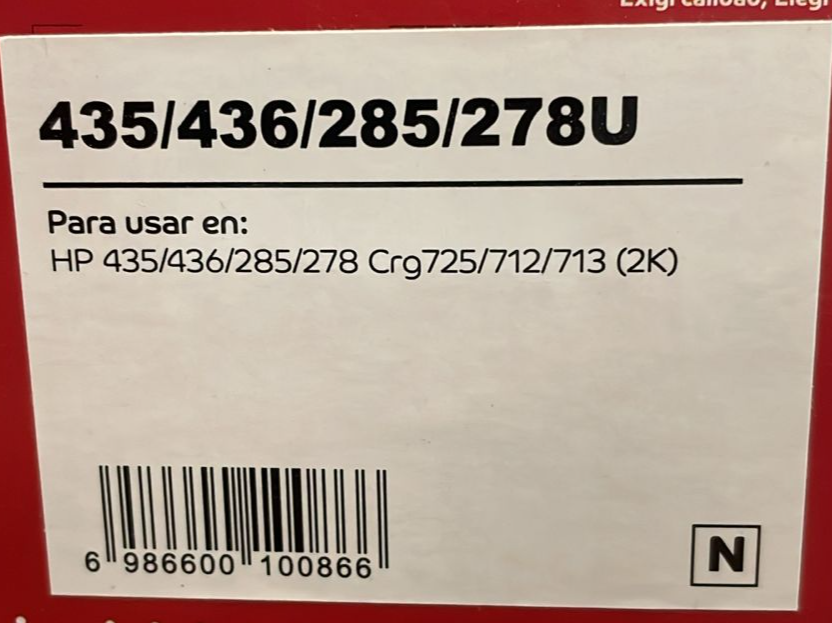 435/436/285/278U
Para usar en:
HP 435/436/285/278 Crg725/712/713 (2K)
6 986600 100866
N